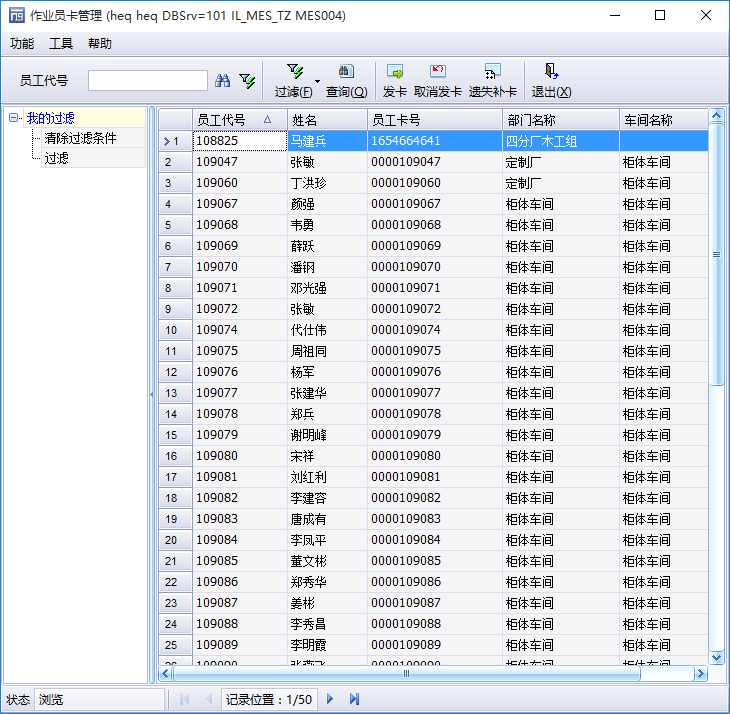 作业员卡管理 (heq heq DBSrv=101 IL_MES_TZ MES004)
功能 工具 帮助
员工代号 过滤(F) 查询(Q) 发卡 取消发卡 遗失补卡 退出(X)
我的过滤
清除过滤条件
过滤
员工代号 姓名 员工卡号 部门名称 车间名称
1 108825 马建兵 1654664641 四分厂木工组
2 109047 张敏 0000109047 定制厂 柜体车间
3 109060 丁洪珍 0000109060 定制厂 柜体车间
4 109067 颜强 0000109067 柜体车间 柜体车间
5 109068 韦勇 0000109068 柜体车间 柜体车间
6 109069 薛跃 0000109069 柜体车间 柜体车间
7 109070 潘钢 0000109070 柜体车间 柜体车间
8 109071 邓光强 0000109071 柜体车间 柜体车间
9 109072 张敏 0000109072 柜体车间 柜体车间
10 109074 代仕伟 0000109074 柜体车间 柜体车间
11 109075 周祖同 0000109075 柜体车间 柜体车间
12 109076 杨军 0000109076 柜体车间 柜体车间
13 109077 张建华 0000109077 柜体车间 柜体车间
14 109078 郑兵 0000109078 柜体车间 柜体车间
15 109079 谢明峰 0000109079 柜体车间 柜体车间
16 109080 宋祥 0000109080 柜体车间 柜体车间
17 109081 刘红利 0000109081 柜体车间 柜体车间
18 109082 李建容 0000109082 柜体车间 柜体车间
19 109083 唐成有 0000109083 柜体车间 柜体车间
20 109084 李凤平 0000109084 柜体车间 柜体车间
21 109085 董文彬 0000109085 柜体车间 柜体车间
22 109086 郑秀华 0000109086 柜体车间 柜体车间
23 109087 姜彬 0000109087 柜体车间 柜体车间
24 109088 李秀昌 0000109088 柜体车间 柜体车间
25 109089 李明霞 0000109089 柜体车间 柜体车间
状态 浏览 记录位置：1/50